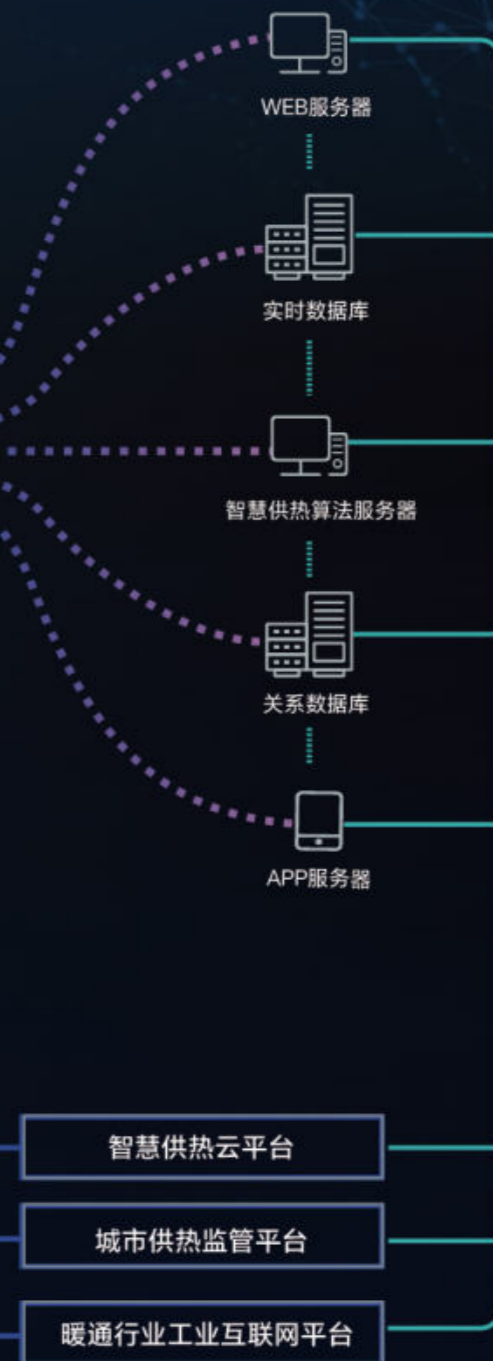 WEB服务器
实时数据库
智慧供热算法服务器
关系数据库
APP服务器
智慧供热云平台
城市供热监管平台
暖通行业工业互联网平台